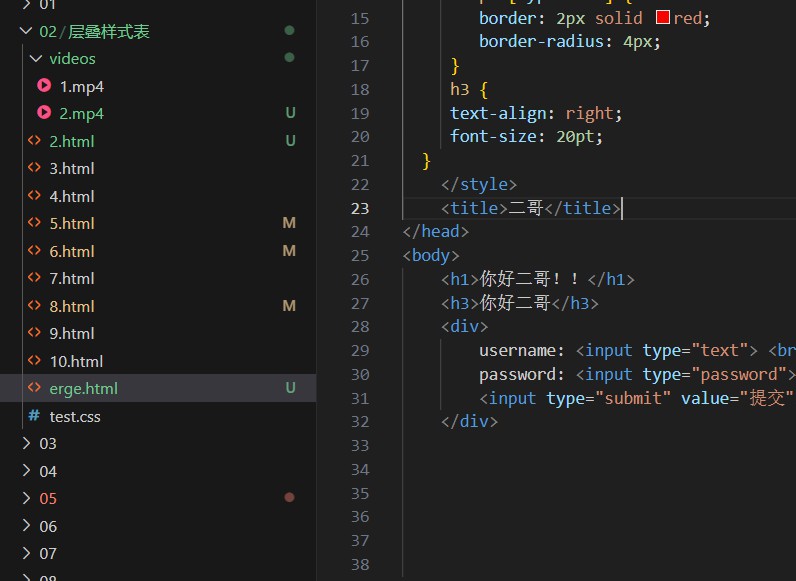 01
02 / 层叠样式表
videos
1.mp4
2.mp4 U
2.html U
3.html
4.html
5.html M
6.html M
7.html
8.html M
9.html
10.html
erge.html U
# test.css
03
04
05
06
07
08
15 border: 2px solid red;
16 border-radius: 4px;
17 }
18 h3 {
19 text-align: right;
20 font-size: 20pt;
21 }
22 </style>
23 <title>二哥</title>
24 </head>
25 <body>
26 <h1>你好二哥！！</h1>
27 <h3>你好二哥</h3>
28 <div>
29 username: <input type="text"> <br
30 password: <input type="password">
31 <input type="submit" value="提交"
32 </div>
33
34
35
36
37
38